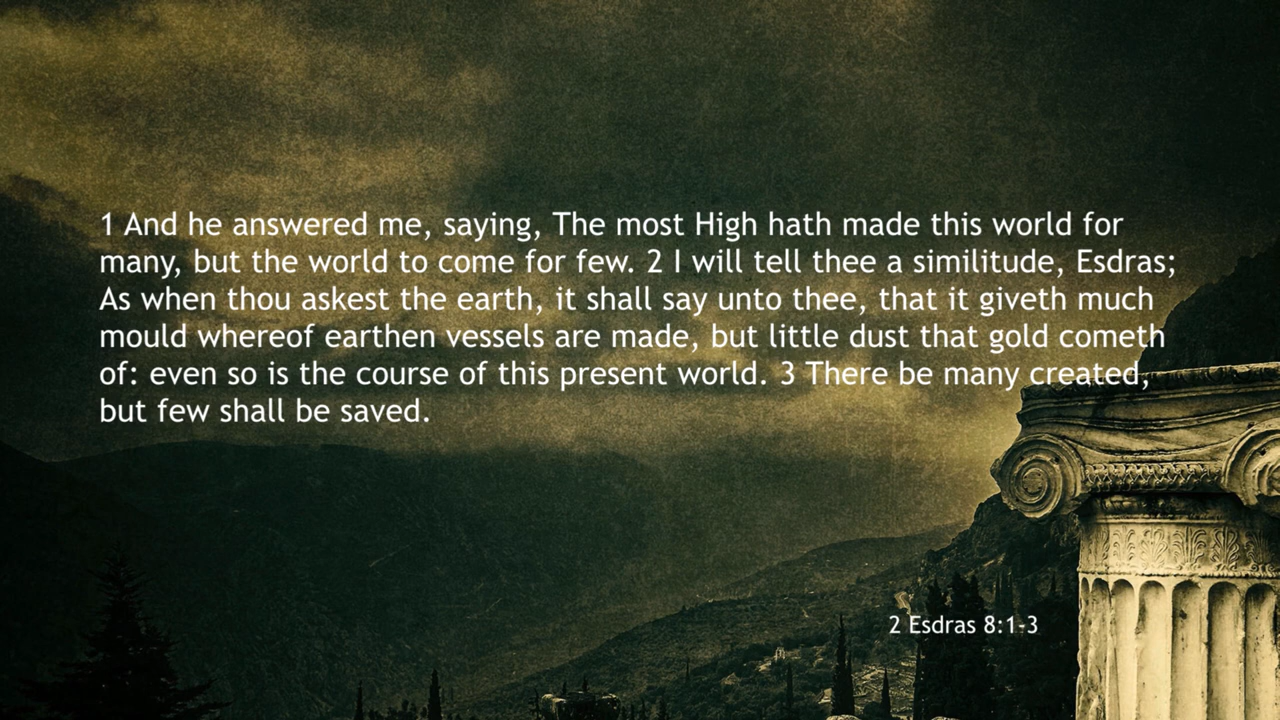 1 And he answered me, saying, The most High hath made this world for
many, but the world to come for few. 2 I will tell thee a similitude, Esdras;
As when thou askest the earth, it shall say unto thee, that it giveth much
mould whereof earthen vessels are made, but little dust that gold cometh
of: even so is the course of this present world. 3 There be many created,
but few shall be saved.
2 Esdras 8:1-3